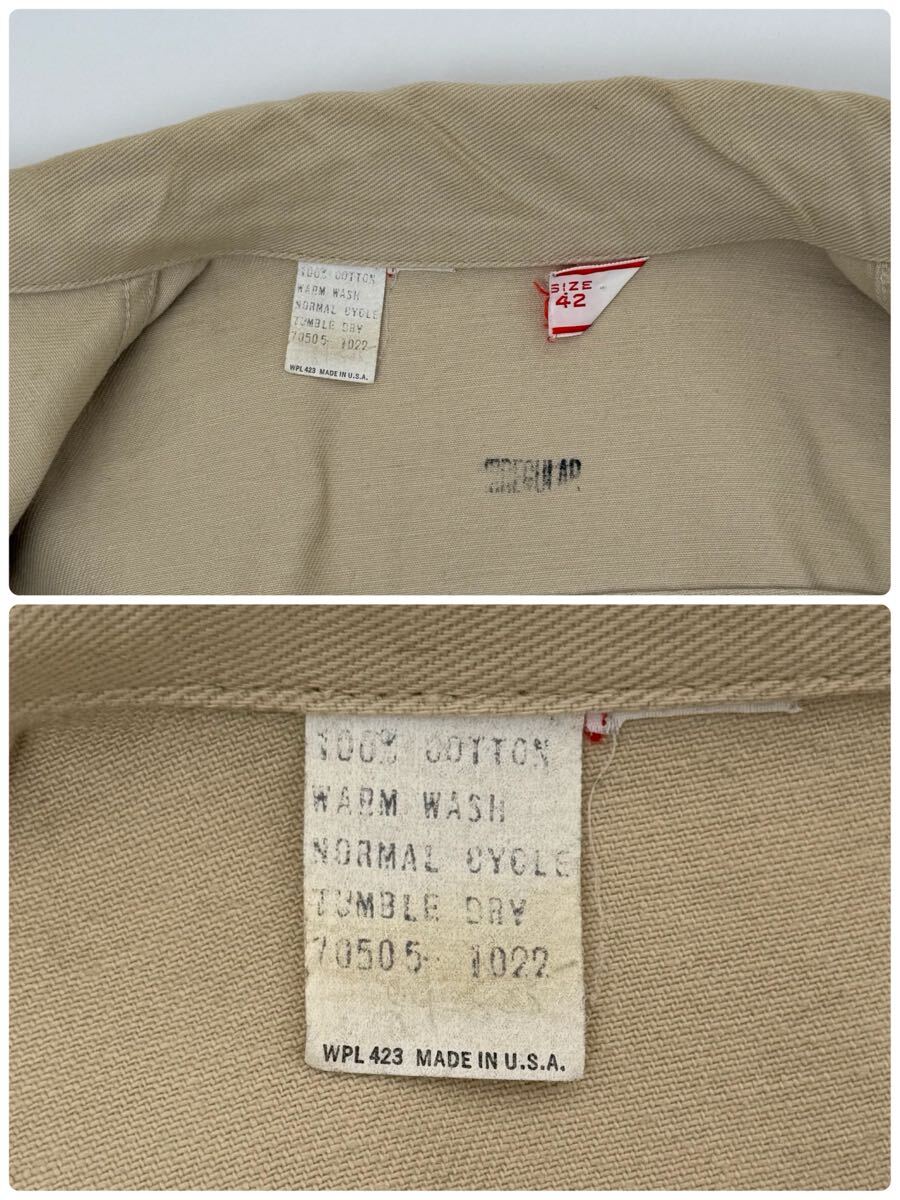 100% COTTON
WARM WASH
NORMAL CYCLE
TUMBLE DRY
70505 1022
WPL 423 MADE IN U.S.A.
SIZE
42
IRREGULAR
100% COTTON
WARM WASH
NORMAL CYCLE
TUMBLE DRY
70505 1022
WPL 423 MADE IN U.S.A.